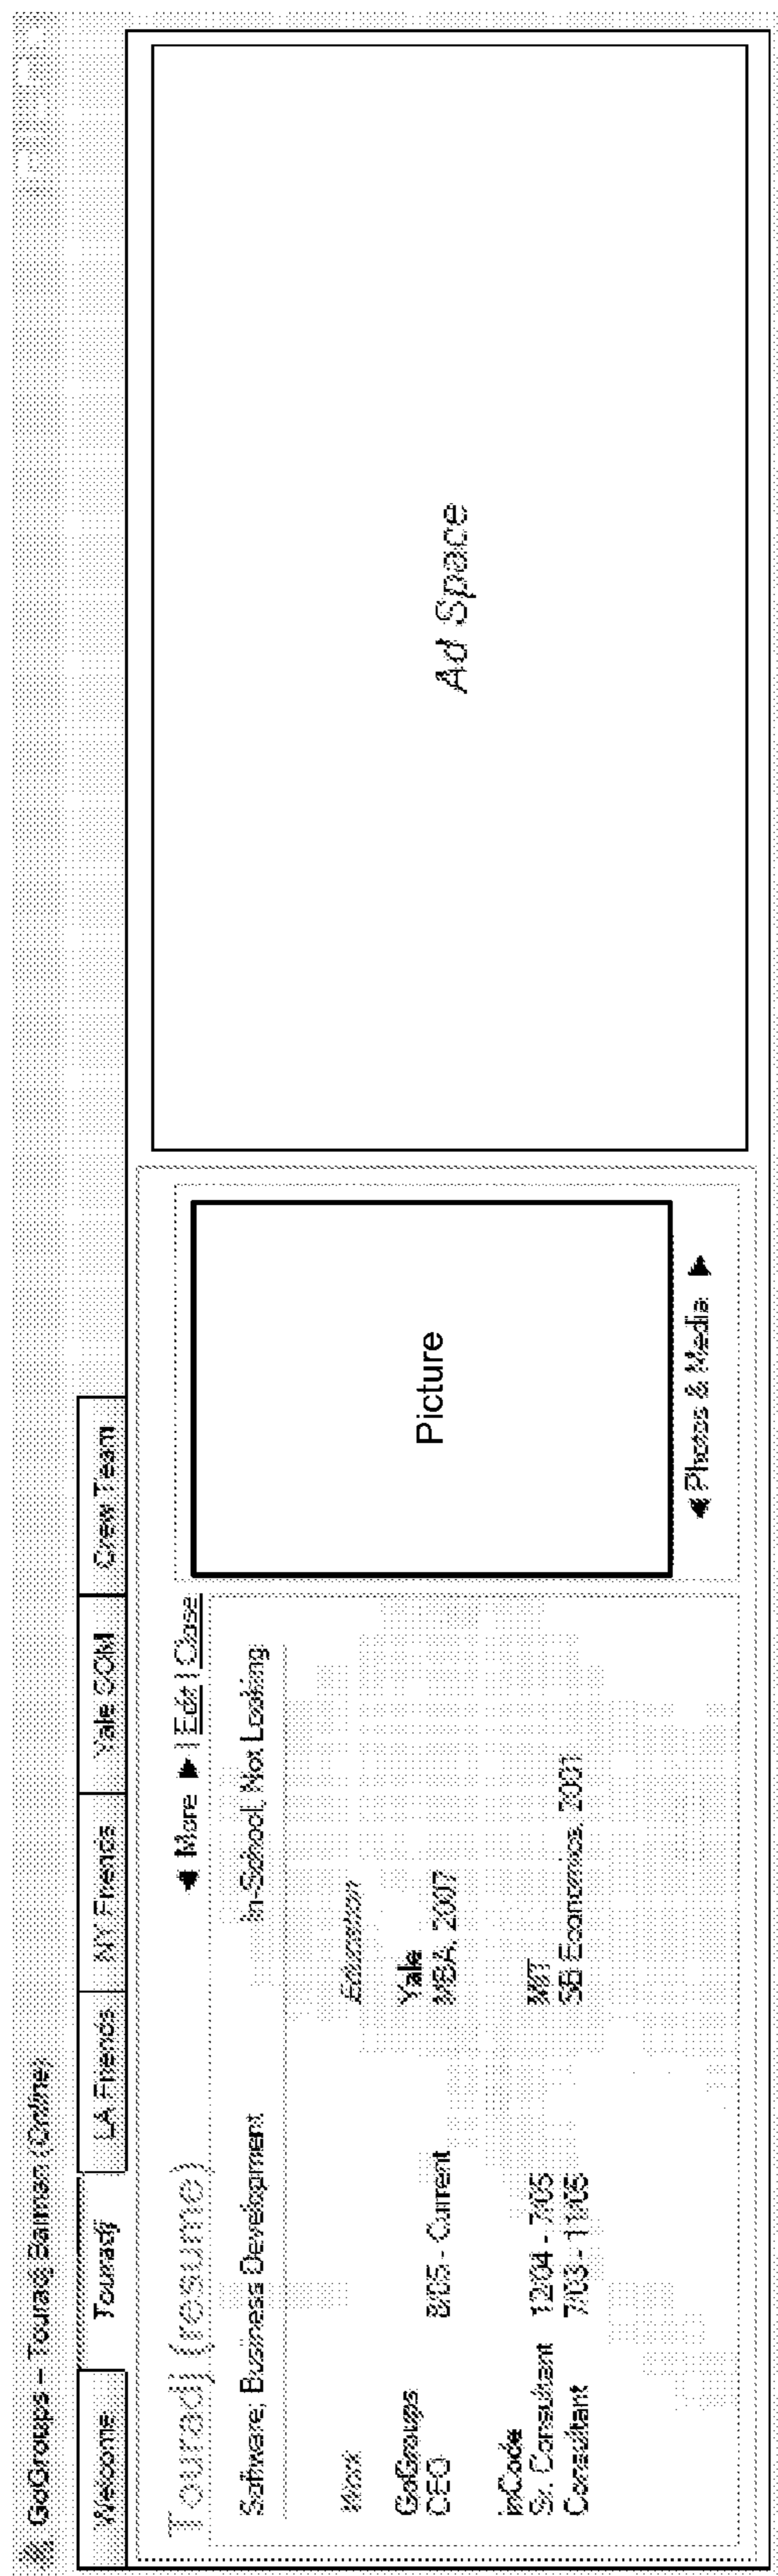 GoGroups – Touradj Barman (Online)
Welcome
Touradj
LA Friends
NY Friends
Yale SOM
Crew Team
Touradj (resume)
◀ More ▶ | Edit | Close
Software, Business Development
In-School, Not Looking
Work
Education
GoGroups
CEO 8/05 - Current
Yale
MBA, 2007
inCode
Sr. Consultant 12/04 - 7/05
Consultant 7/03 - 11/05
MIT
SB Economics, 2001
Picture
◀ Photos & Media ▶
Ad Space